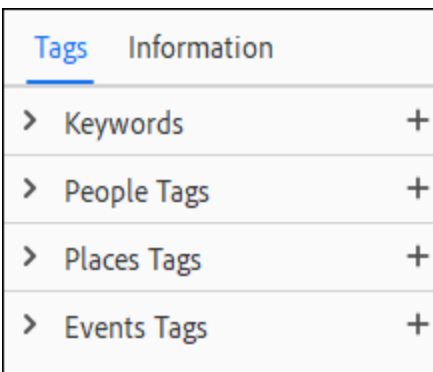 Tags Information
Keywords
People Tags
Places Tags
Events Tags